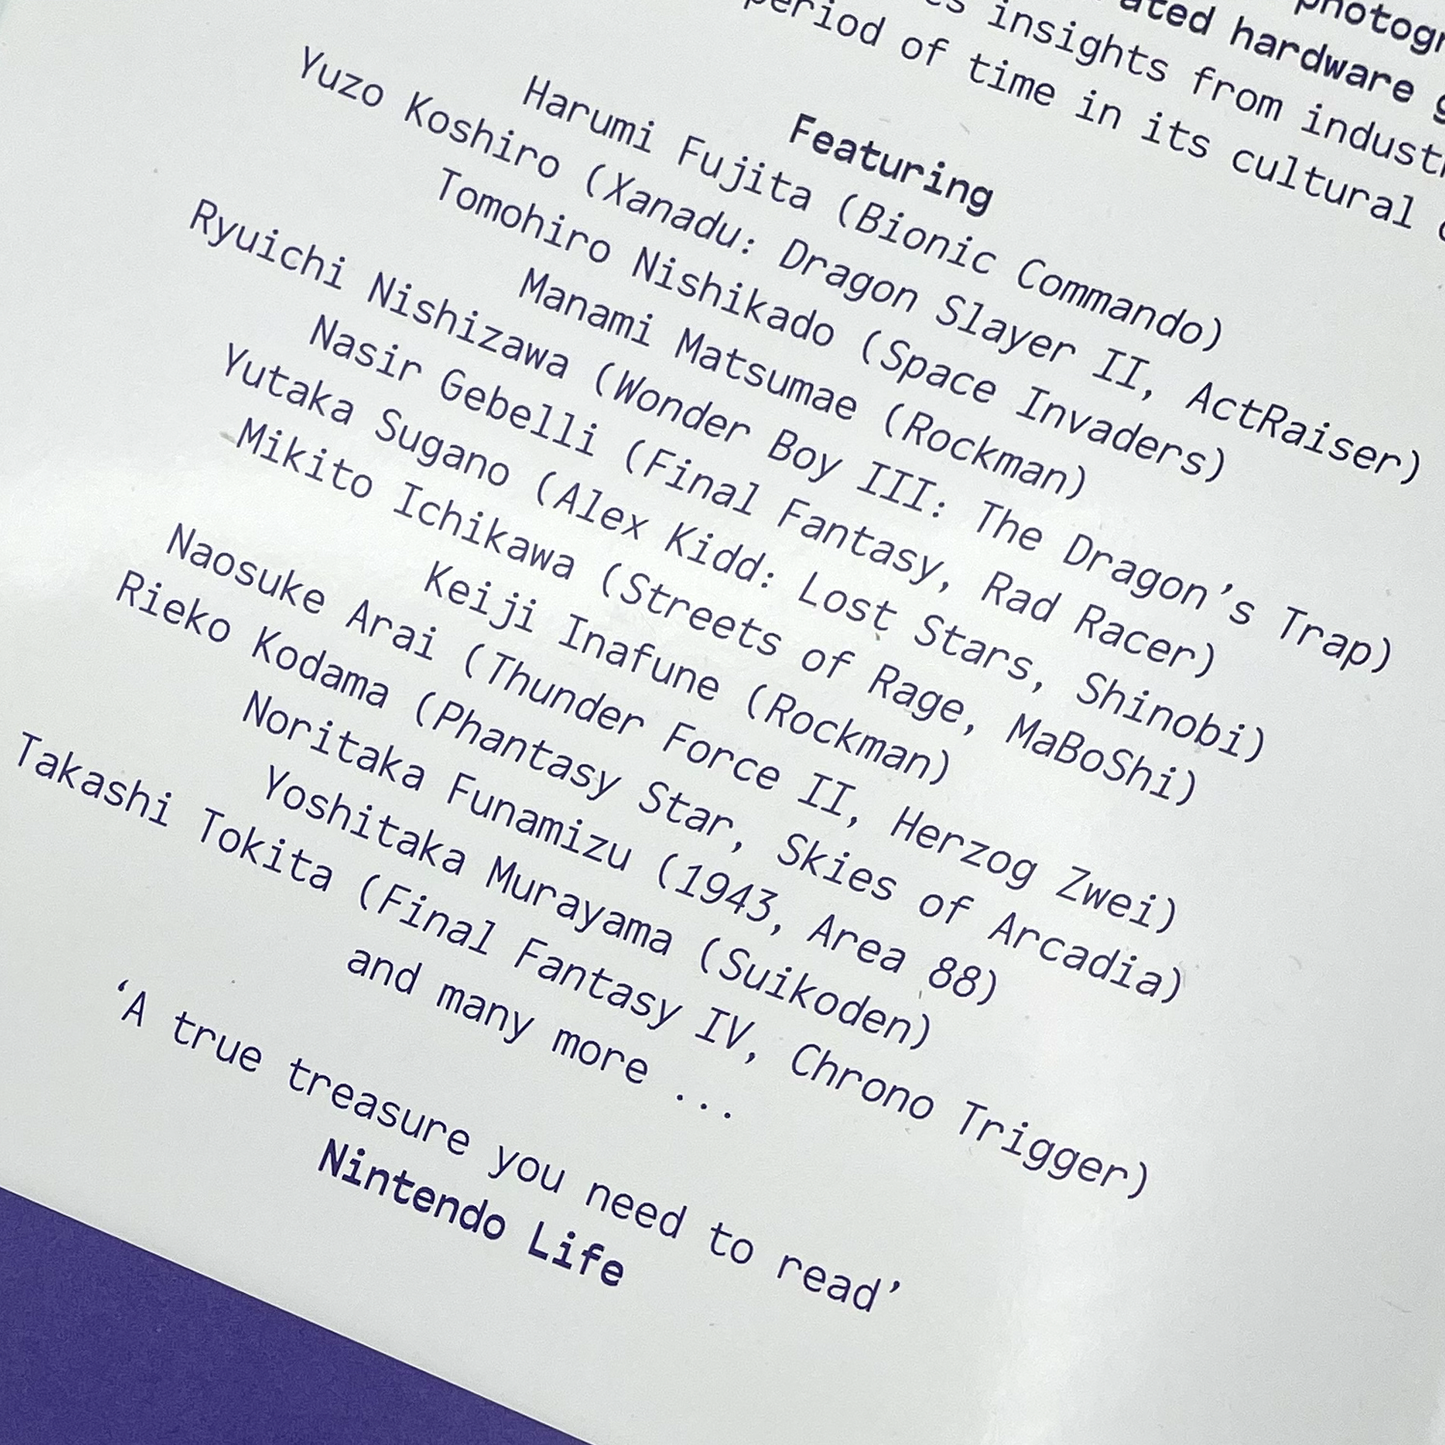 photogr
ated hardware g
ts insights from industr
period of time in its cultural
Featuring
Harumi Fujita (Bionic Commando)
Yuzo Koshiro (Xanadu: Dragon Slayer II, ActRaiser)
Tomohiro Nishikado (Space Invaders)
Manami Matsumae (Rockman)
Ryuichi Nishizawa (Wonder Boy III: The Dragon’s Trap)
Nasir Gebelli (Final Fantasy, Rad Racer)
Yutaka Sugano (Alex Kidd: Lost Stars, Shinobi)
Mikito Ichikawa (Streets of Rage, MaBoShi)
Keiji Inafune (Rockman)
Naosuke Arai (Thunder Force II, Herzog Zwei)
Rieko Kodama (Phantasy Star, Skies of Arcadia)
Noritaka Funamizu (1943, Area 88)
Yoshitaka Murayama (Suikoden)
Takashi Tokita (Final Fantasy IV, Chrono Trigger)
and many more ...
‘A true treasure you need to read’
Nintendo Life